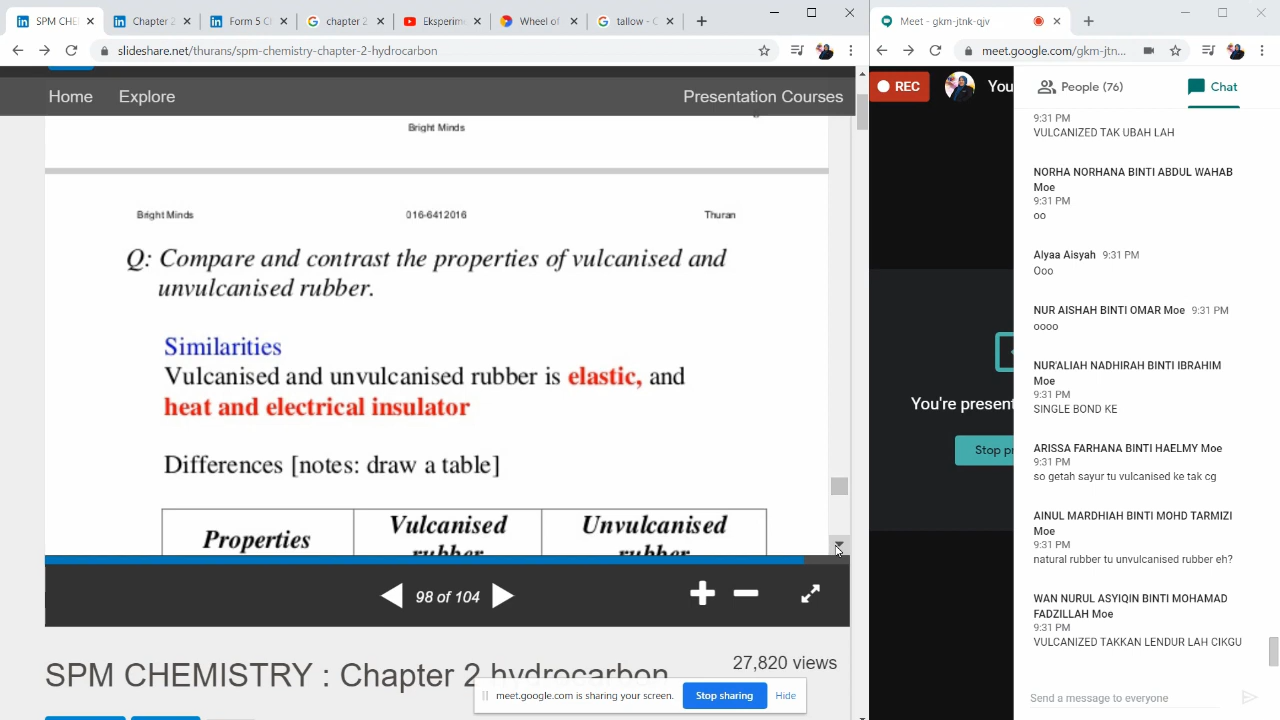 SPM CHE
Chapter 2
Form 5 C
chapter 2
Eksperim
Wheel of
tallow - G
Meet - gkm-jtnk-qjv
slideshare.net/thurans/spm-chemistry-chapter-2-hydrocarbon
meet.google.com/gkm-jtn...
Home
Explore
Presentation Courses
Bright Minds
Bright Minds
016-6412016
Thuran
Q: Compare and contrast the properties of vulcanised and
unvulcanised rubber.
Similarities
Vulcanised and unvulcanised rubber is elastic, and
heat and electrical insulator
Differences [notes: draw a table]
Properties
Vulcanised
rubber
Unvulcanised
rubber
98 of 104
SPM CHEMISTRY : Chapter 2 hydrocarbon
27,820 views
meet.google.com is sharing your screen.
Stop sharing
Hide
REC
You
You're present
Stop pr
People (76)
Chat
9:31 PM
VULCANIZED TAK UBAH LAH
NORHA NORHANA BINTI ABDUL WAHAB
Moe
9:31 PM
oo
Alyaa Aisyah 9:31 PM
Ooo
NUR AISHAH BINTI OMAR Moe 9:31 PM
oooo
NUR'ALIAH NADHIRAH BINTI IBRAHIM
Moe
9:31 PM
SINGLE BOND KE
ARISSA FARHANA BINTI HAELMY Moe
9:31 PM
so getah sayur tu vulcanised ke tak cg
AINUL MARDHIAH BINTI MOHD TARMIZI
Moe
9:31 PM
natural rubber tu unvulcanised rubber eh?
WAN NURUL ASYIQIN BINTI MOHAMAD
FADZILLAH Moe
9:31 PM
VULCANIZED TAKKAN LENDUR LAH CIKGU
Send a message to everyone